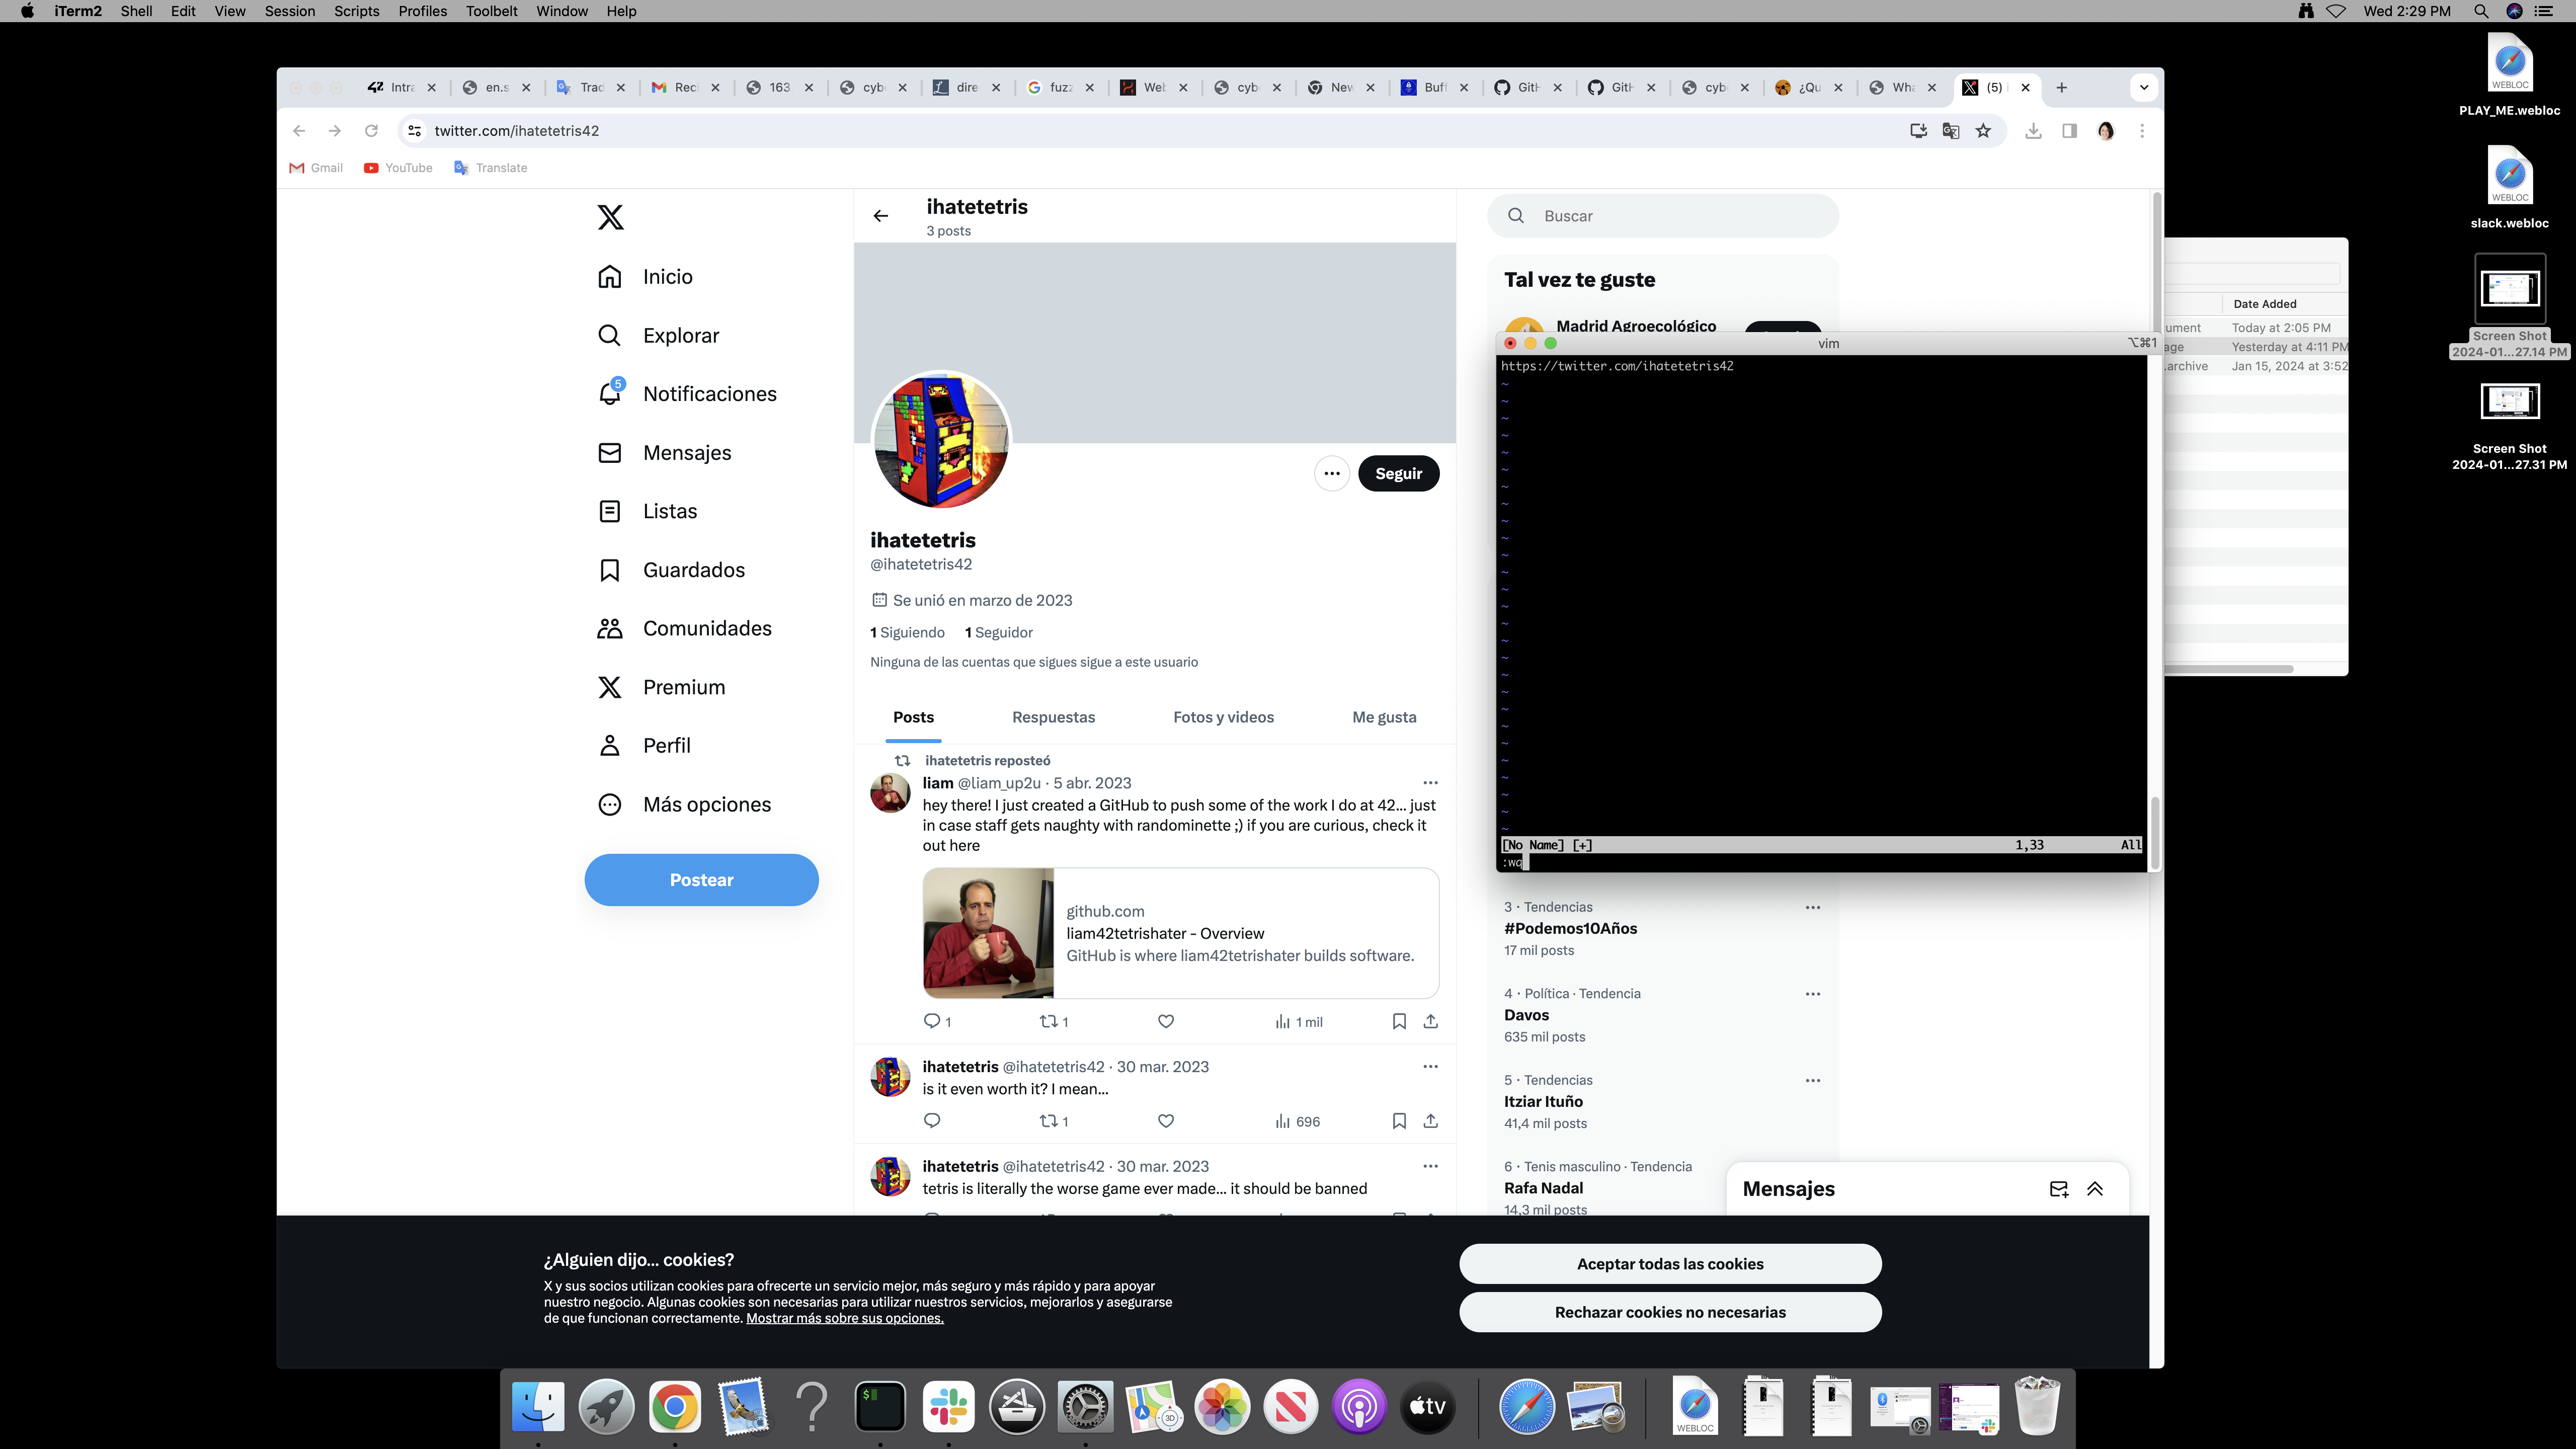 iTerm2 Shell Edit View Session Scripts Profiles Toolbelt Window Help Wed 2:29 PM
42 Intra en.s Trad Rec 163 cyb dire fuzz Web cyb New Buff GitH GitH cyb ¿Qu Wha (5)
twitter.com/ihatetetris42
Gmail YouTube Translate
Inicio
Explorar
5
Notificaciones
Mensajes
Listas
Guardados
Comunidades
Premium
Perfil
Más opciones
Postear
ihatetetris
3 posts
Seguir
ihatetetris
@ihatetetris42
Se unió en marzo de 2023
1 Siguiendo 1 Seguidor
Ninguna de las cuentas que sigues sigue a este usuario
Posts Respuestas Fotos y videos Me gusta
ihatetetris reposteó
liam @liam_up2u · 5 abr. 2023
hey there! I just created a GitHub to push some of the work I do at 42... just
in case staff gets naughty with randominette ;) if you are curious, check it
out here
github.com
liam42tetrishater - Overview
GitHub is where liam42tetrishater builds software.
1 1 1 mil
ihatetetris @ihatetetris42 · 30 mar. 2023
is it even worth it? I mean...
1 696
ihatetetris @ihatetetris42 · 30 mar. 2023
tetris is literally the worse game ever made... it should be banned
Buscar
Tal vez te guste
Madrid Agroecológico
vim ⌥⌘1
https://twitter.com/ihatetetris42
[No Name] [+] 1,33 All
:wq
3 · Tendencias
#Podemos10Años
17 mil posts
4 · Política · Tendencia
Davos
635 mil posts
5 · Tendencias
Itziar Ituño
41,4 mil posts
6 · Tenis masculino · Tendencia
Rafa Nadal
14,3 mil posts
Mensajes
¿Alguien dijo... cookies?
X y sus socios utilizan cookies para ofrecerte un servicio mejor, más seguro y más rápido y para apoyar
nuestro negocio. Algunas cookies son necesarias para utilizar nuestros servicios, mejorarlos y asegurarse
de que funcionan correctamente. Mostrar más sobre sus opciones.
Aceptar todas las cookies
Rechazar cookies no necesarias
Date Added
ument Today at 2:05 PM
age Yesterday at 4:11 PM
.archive Jan 15, 2024 at 3:52
WEBLOC
PLAY_ME.webloc
WEBLOC
slack.webloc
Screen Shot
2024-01...27.14 PM
Screen Shot
2024-01...27.31 PM
3D
tv
WEBLOC